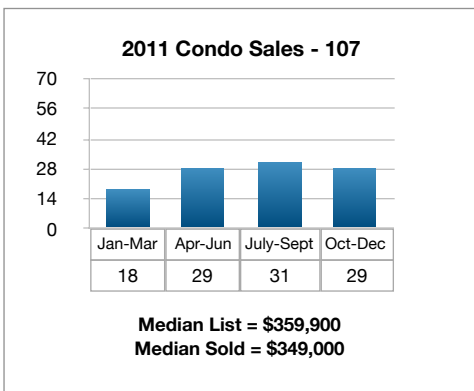 2011 Condo Sales - 107
70
56
42
28
14
0
Jan-Mar Apr-Jun July-Sept Oct-Dec
18 29 31 29
Median List = $359,900
Median Sold = $349,000